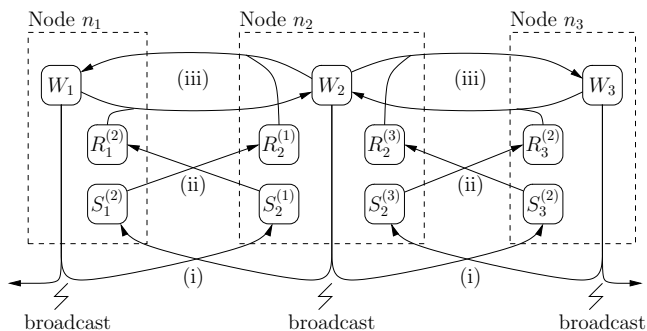 Node n₁ Node n₂ Node n₃
(iii) (iii)
W₁ W₂ W₃
R₁⁽²⁾ R₂⁽¹⁾ R₂⁽³⁾ R₃⁽²⁾
(ii) (ii)
S₁⁽²⁾ S₂⁽¹⁾ S₂⁽³⁾ S₃⁽²⁾
(i) (i)
broadcast broadcast broadcast